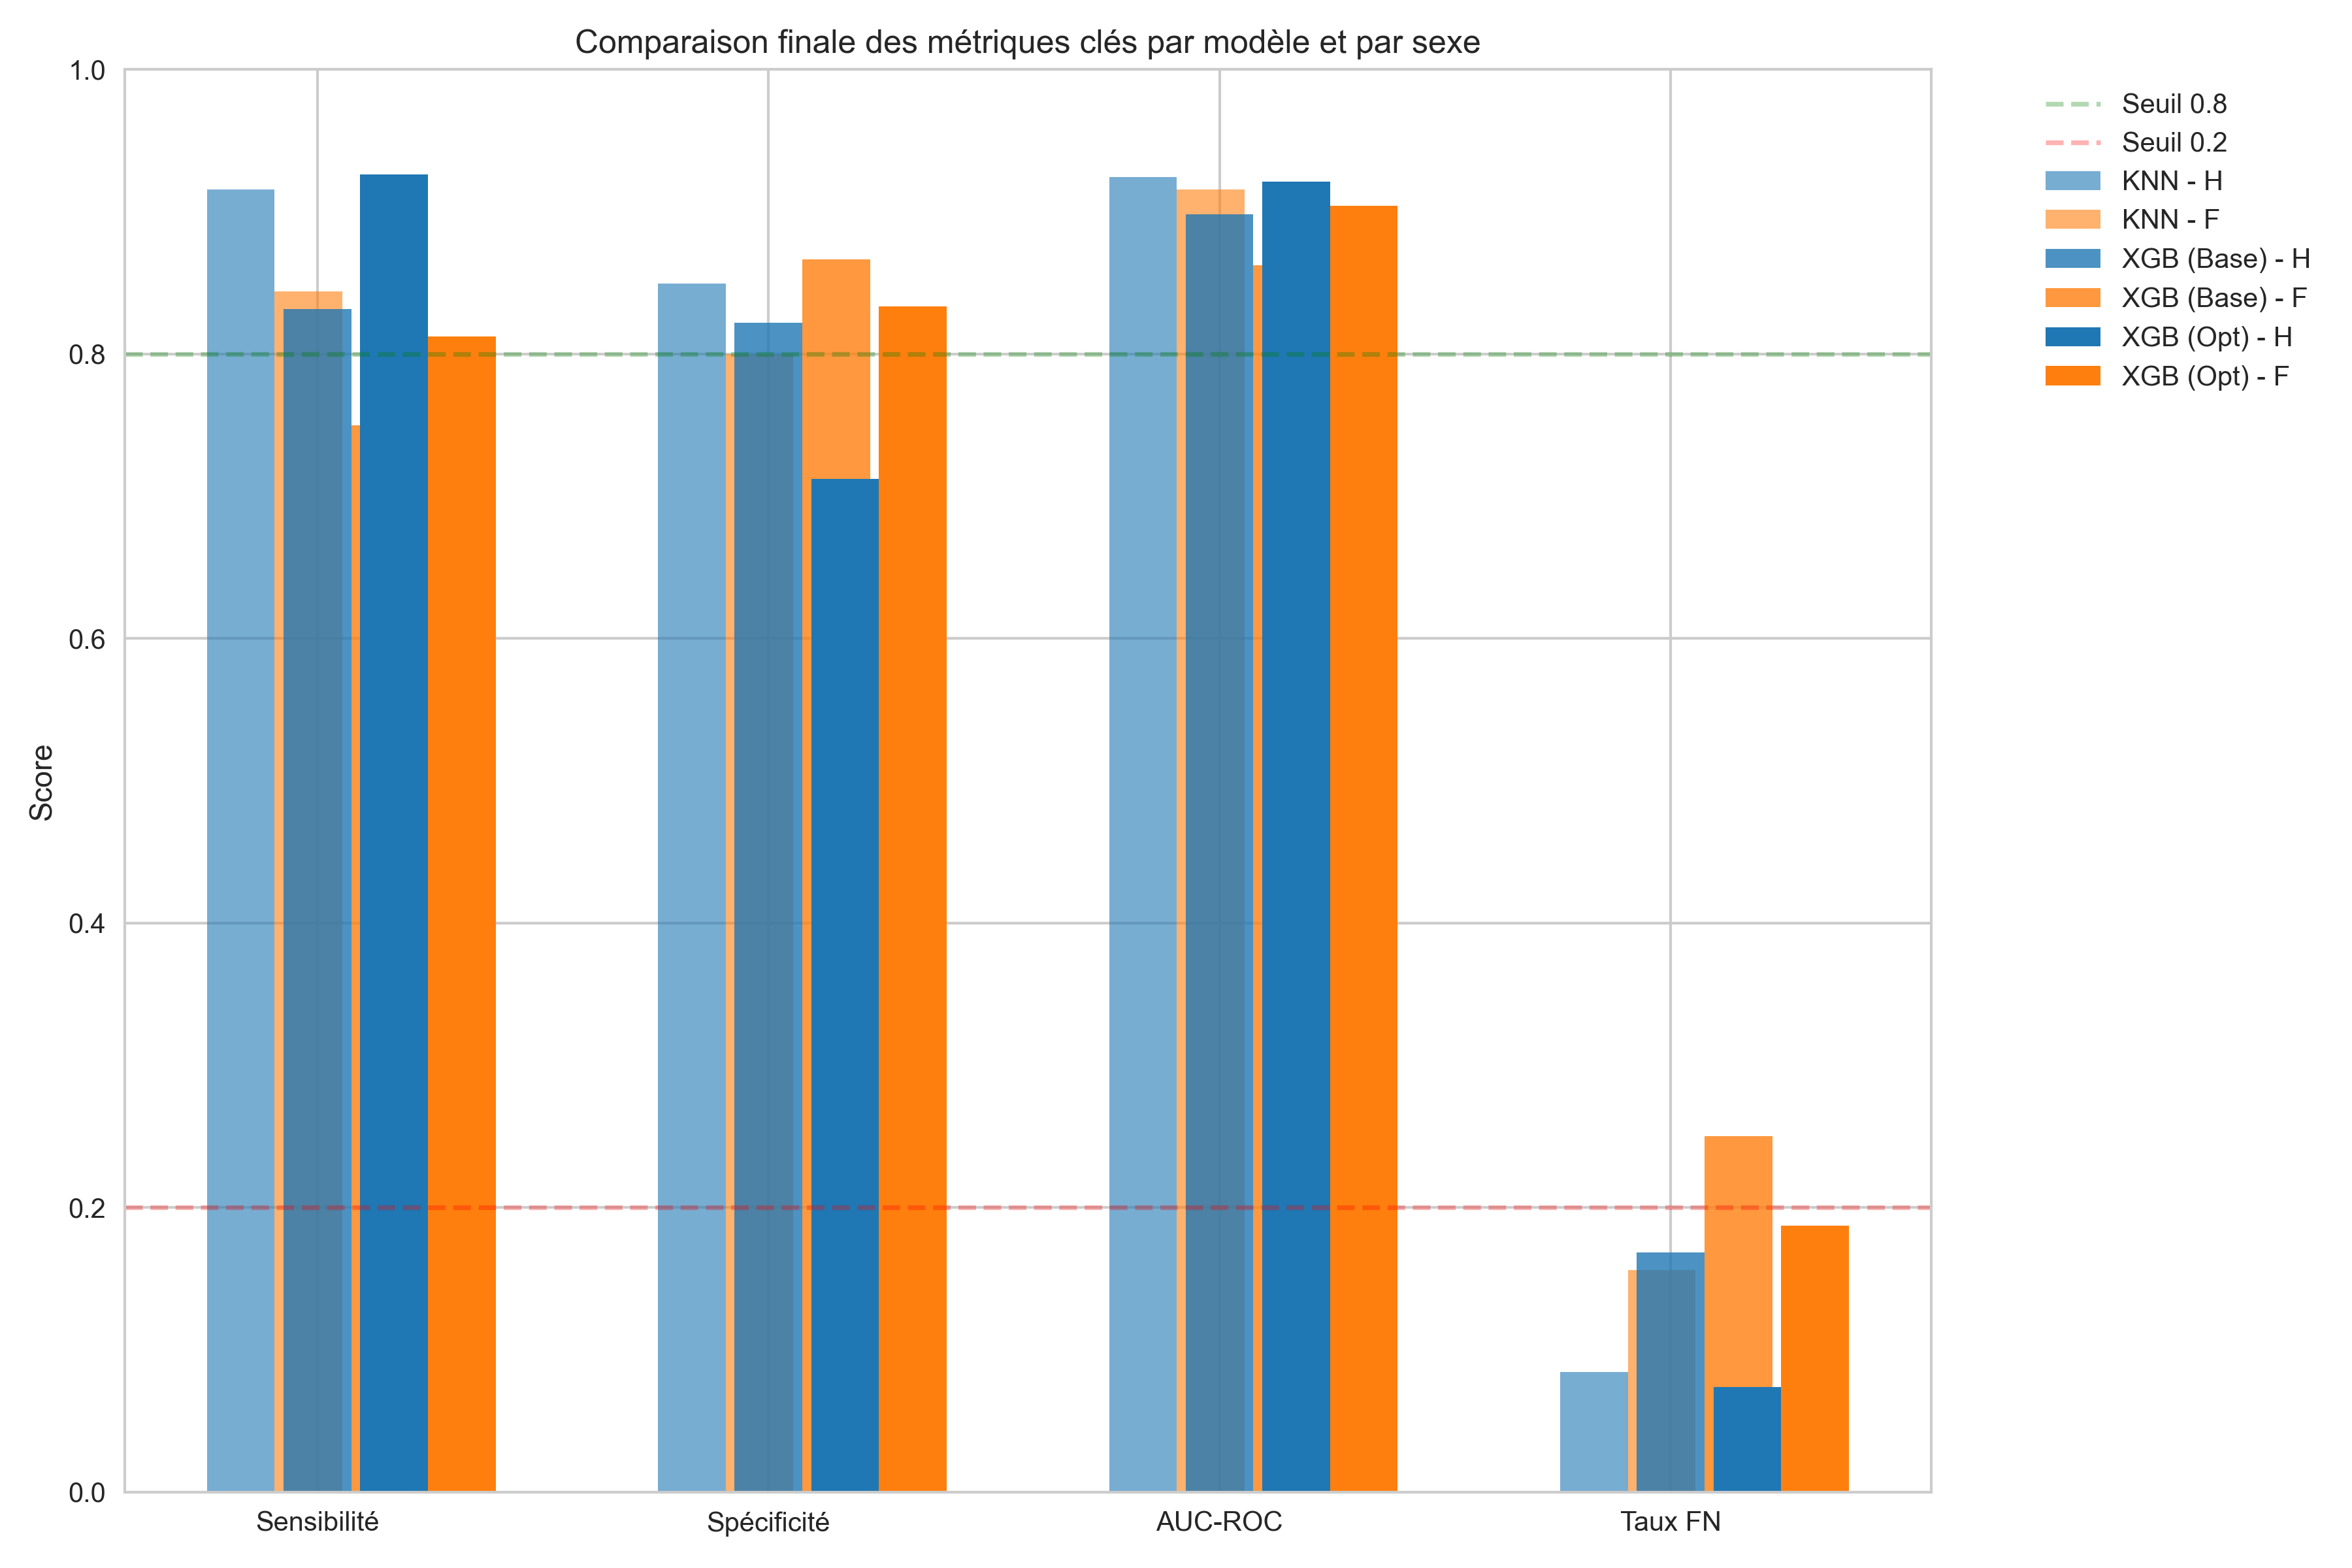 Comparaison finale des métriques clés par modèle et par sexe
1.0
0.8
0.6
0.4
0.2
0.0
Score
Sensibilité
Spécificité
AUC-ROC
Taux FN
Seuil 0.8
Seuil 0.2
KNN - H
KNN - F
XGB (Base) - H
XGB (Base) - F
XGB (Opt) - H
XGB (Opt) - F